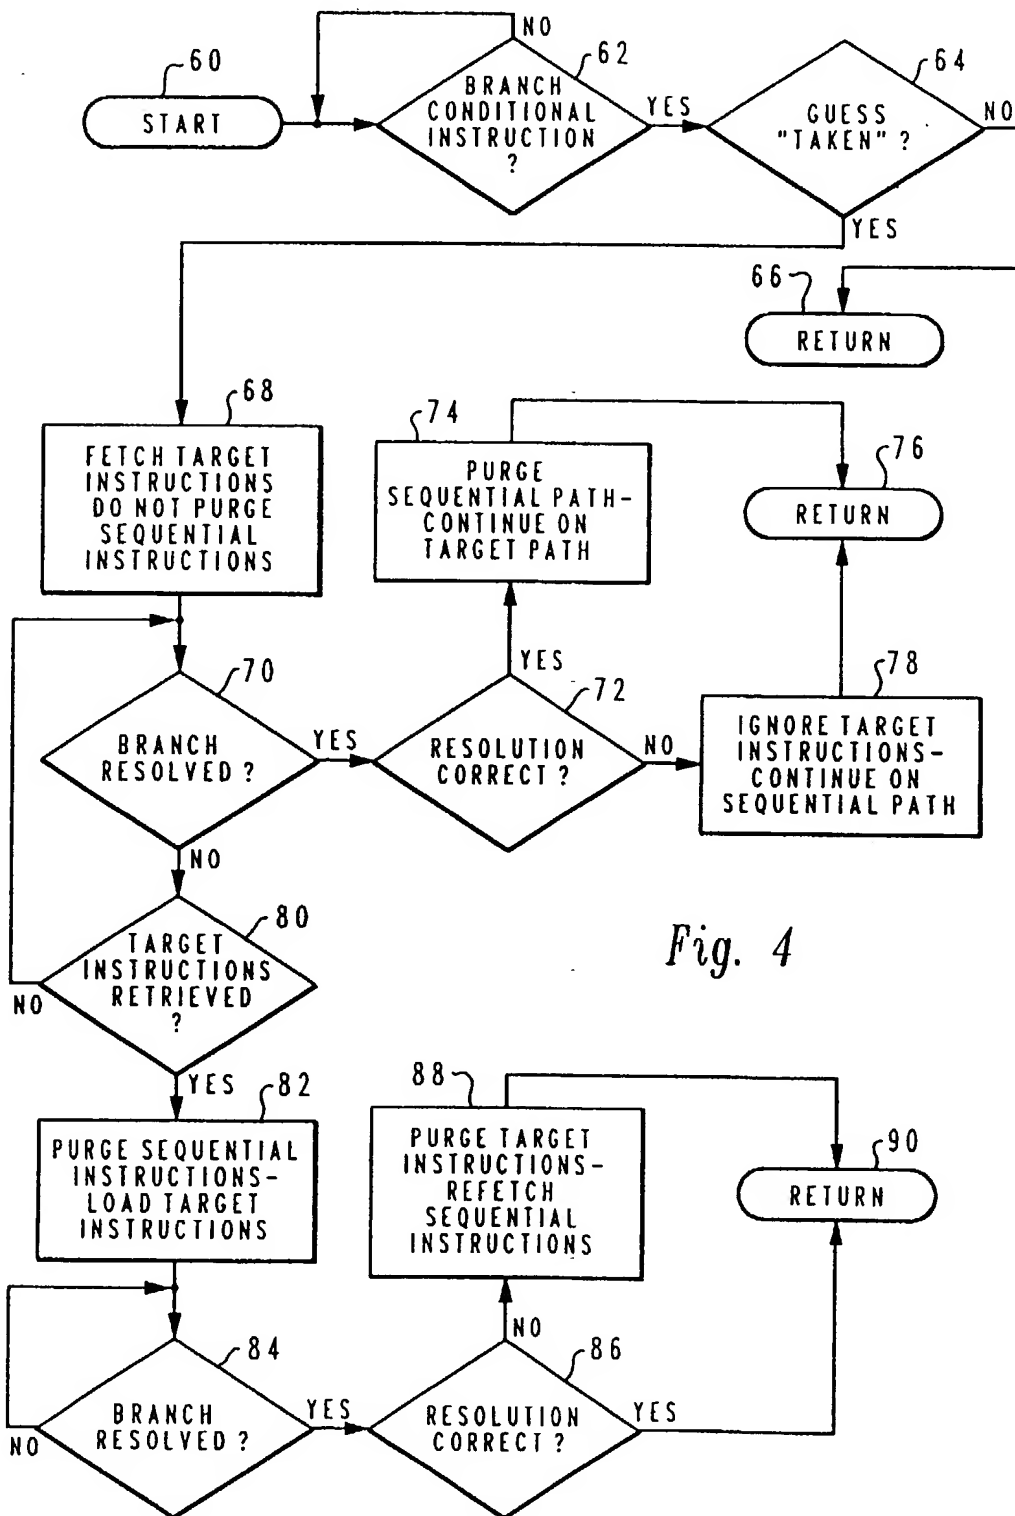 NO
60
62
64
START
BRANCH
CONDITIONAL
INSTRUCTION
?
YES
GUESS
"TAKEN" ?
NO
YES
66
RETURN
68
FETCH TARGET
INSTRUCTIONS
DO NOT PURGE
SEQUENTIAL
INSTRUCTIONS
74
PURGE
SEQUENTIAL PATH-
CONTINUE ON
TARGET PATH
76
RETURN
70
BRANCH
RESOLVED ?
YES
NO
YES
72
RESOLUTION
CORRECT ?
NO
78
IGNORE TARGET
INSTRUCTIONS-
CONTINUE ON
SEQUENTIAL PATH
80
TARGET
INSTRUCTIONS
RETRIEVED
?
NO
YES
Fig. 4
82
PURGE SEQUENTIAL
INSTRUCTIONS-
LOAD TARGET
INSTRUCTIONS
88
PURGE TARGET
INSTRUCTIONS-
REFETCH
SEQUENTIAL
INSTRUCTIONS
90
RETURN
84
BRANCH
RESOLVED ?
NO
YES
NO
86
RESOLUTION
CORRECT ?
YES